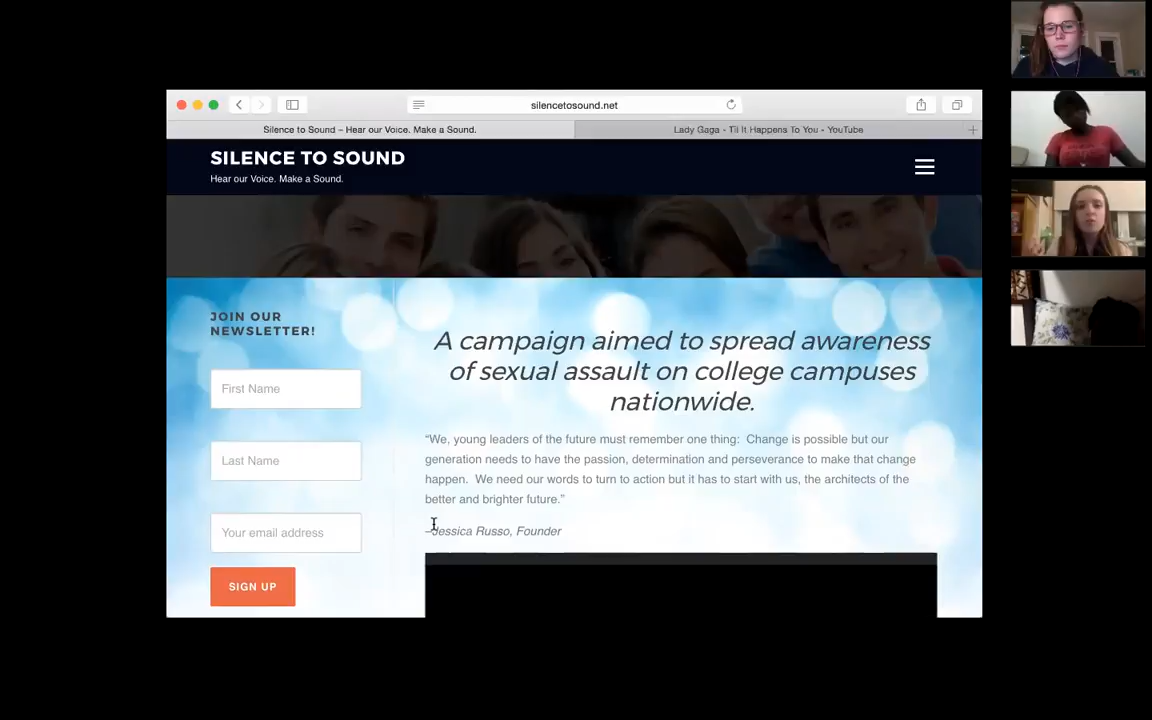 silencetosound.net
Silence to Sound – Hear our Voice. Make a Sound.
Lady Gaga - Til It Happens To You - YouTube
SILENCE TO SOUND
Hear our Voice. Make a Sound.
JOIN OUR
NEWSLETTER!
First Name
Last Name
Your email address
SIGN UP
A campaign aimed to spread awareness
of sexual assault on college campuses
nationwide.
“We, young leaders of the future must remember one thing:  Change is possible but our
generation needs to have the passion, determination and perseverance to make that change
happen.  We need our words to turn to action but it has to start with us, the architects of the
better and brighter future.”
–Jessica Russo, Founder